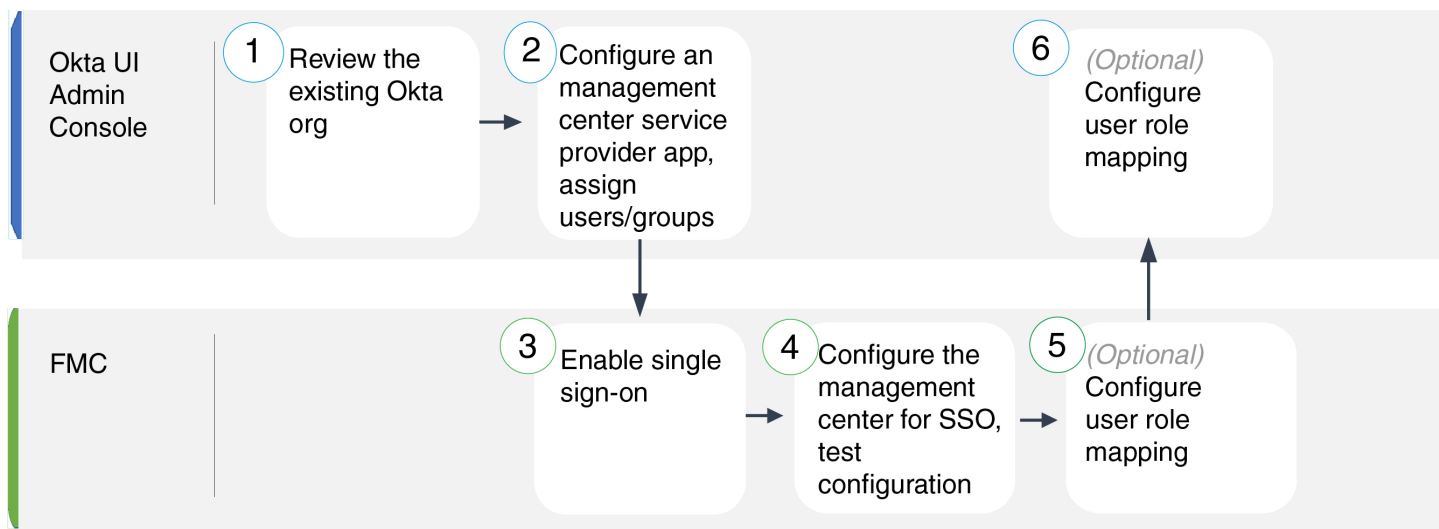 Okta UI
Admin
Console
1
Review the
existing Okta
org
2
Configure an
management
center service
provider app,
assign
users/groups
6
(Optional)
Configure
user role
mapping
FMC
3
Enable single
sign-on
4
Configure the
management
center for SSO,
test
configuration
5
(Optional)
Configure
user role
mapping